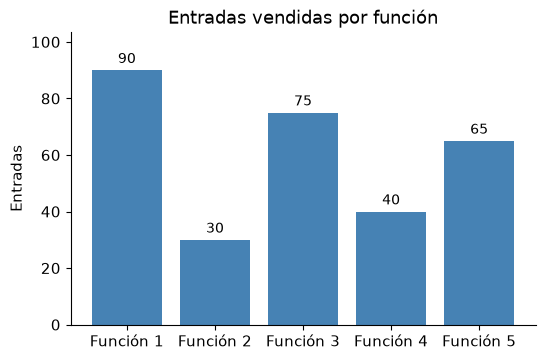 Entradas vendidas por función
Entradas
100
80
60
40
20
0
90
30
75
40
65
Función 1
Función 2
Función 3
Función 4
Función 5